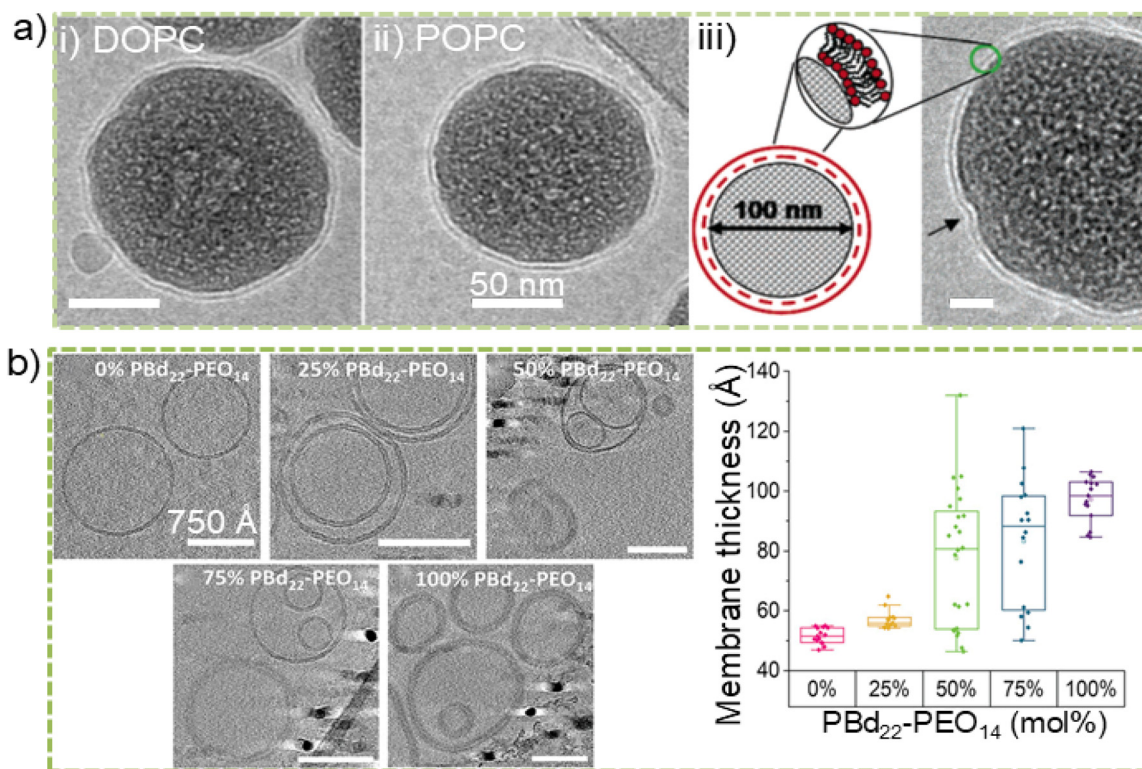 a)
i) DOPC
ii) POPC
50 nm
iii)
100 nm
b)
0% PBd₂₂-PEO₁₄
750 Å
25% PBd₂₂-PEO₁₄
50% PBd₂₂-PEO₁₄
75% PBd₂₂-PEO₁₄
100% PBd₂₂-PEO₁₄
Membrane thickness (Å)
140
120
100
80
60
40
0% 25% 50% 75% 100%
PBd₂₂-PEO₁₄ (mol%)